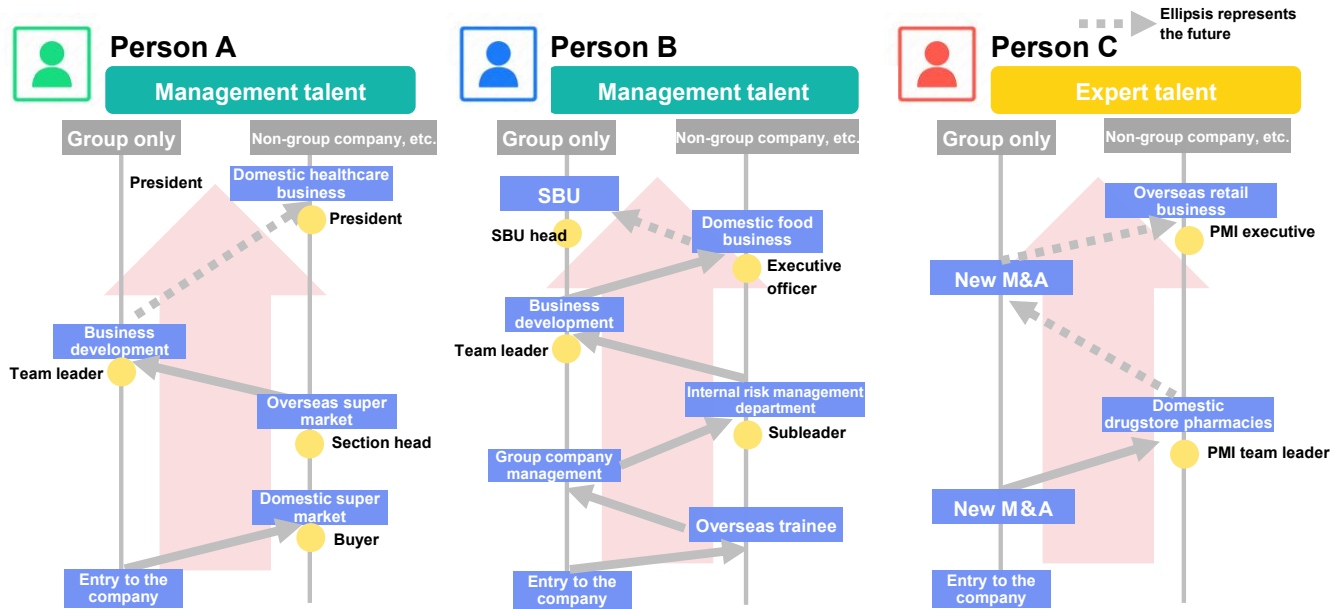 Ellipsis represents
the future
Person A
Management talent
Group only
Non-group company, etc.
President
Domestic healthcare
business
President
Business
development
Team leader
Overseas super
market
Section head
Domestic super
market
Buyer
Entry to the
company
Person B
Management talent
Group only
Non-group company, etc.
SBU
SBU head
Domestic food
business
Executive
officer
Business
development
Team leader
Internal risk management
department
Subleader
Group company
management
Overseas trainee
Entry to the
company
Person C
Expert talent
Group only
Non-group company, etc.
Overseas retail
business
PMI executive
New M&A
Domestic
drugstore pharmacies
PMI team leader
New M&A
Entry to the
company